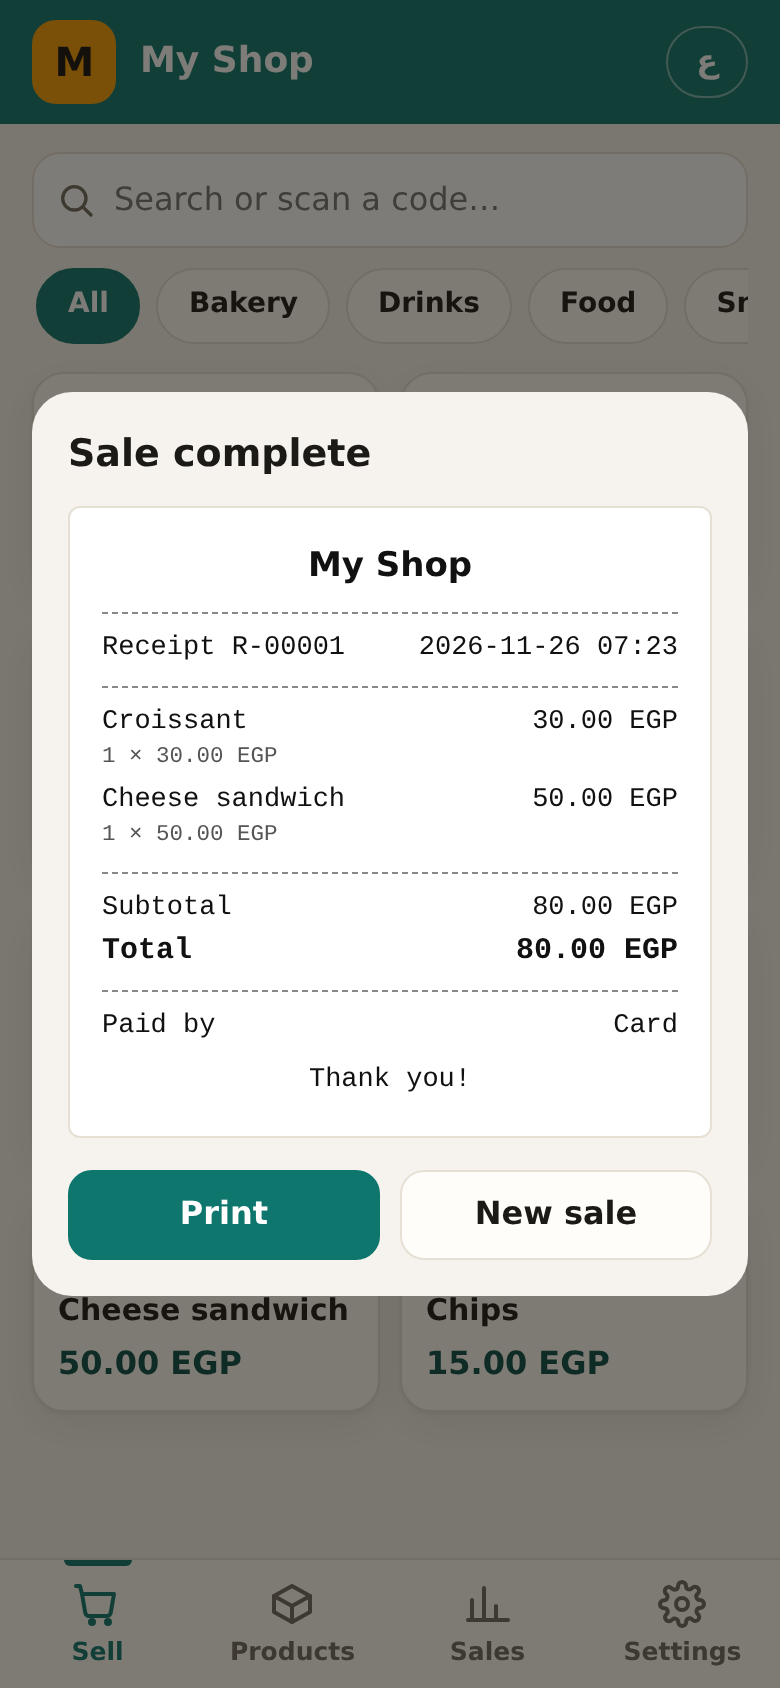 M My Shop ع
Search or scan a code...
All Bakery Drinks Food
Sale complete
My Shop
Receipt R-00001 2026-11-26 07:23
Croissant 30.00 EGP
1 × 30.00 EGP
Cheese sandwich 50.00 EGP
1 × 50.00 EGP
Subtotal 80.00 EGP
Total 80.00 EGP
Paid by Card
Thank you!
Print New sale
Cheese sandwich Chips
50.00 EGP 15.00 EGP
Sell Products Sales Settings